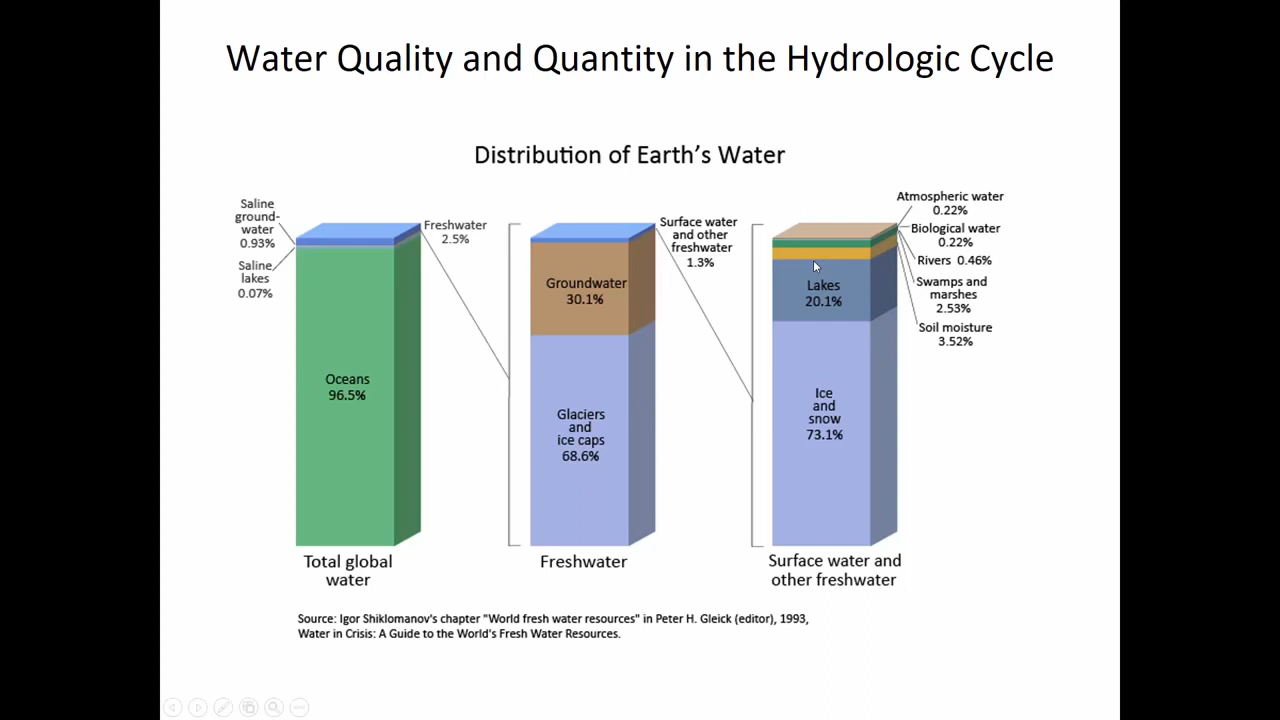 Water Quality and Quantity in the Hydrologic Cycle
Distribution of Earth's Water
Saline
ground-
water
0.93%
Saline
lakes
0.07%
Freshwater
2.5%
Oceans
96.5%
Total global
water
Surface water
and other
freshwater
1.3%
Groundwater
30.1%
Glaciers
and
ice caps
68.6%
Freshwater
Atmospheric water
0.22%
Biological water
0.22%
Rivers 0.46%
Swamps and
marshes
2.53%
Soil moisture
3.52%
Lakes
20.1%
Ice
and
snow
73.1%
Surface water and
other freshwater
Source: Igor Shiklomanov's chapter "World fresh water resources" in Peter H. Gleick (editor), 1993,
Water in Crisis: A Guide to the World's Fresh Water Resources.